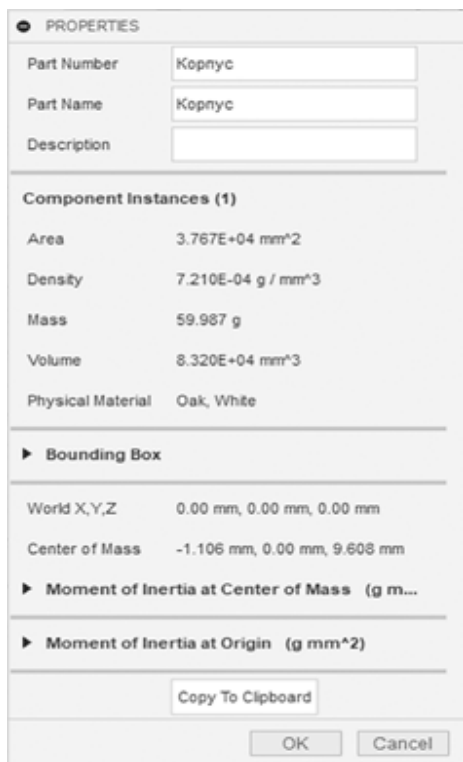 PROPERTIES
Part Number Корпус
Part Name Корпус
Description
Component Instances (1)
Area 3.767E+04 mm^2
Density 7.210E-04 g / mm^3
Mass 59.987 g
Volume 8.320E+04 mm^3
Physical Material Oak, White
Bounding Box
World X,Y,Z 0.00 mm, 0.00 mm, 0.00 mm
Center of Mass -1.106 mm, 0.00 mm, 9.608 mm
Moment of Inertia at Center of Mass (g m...
Moment of Inertia at Origin (g mm^2)
Copy To Clipboard
OK Cancel